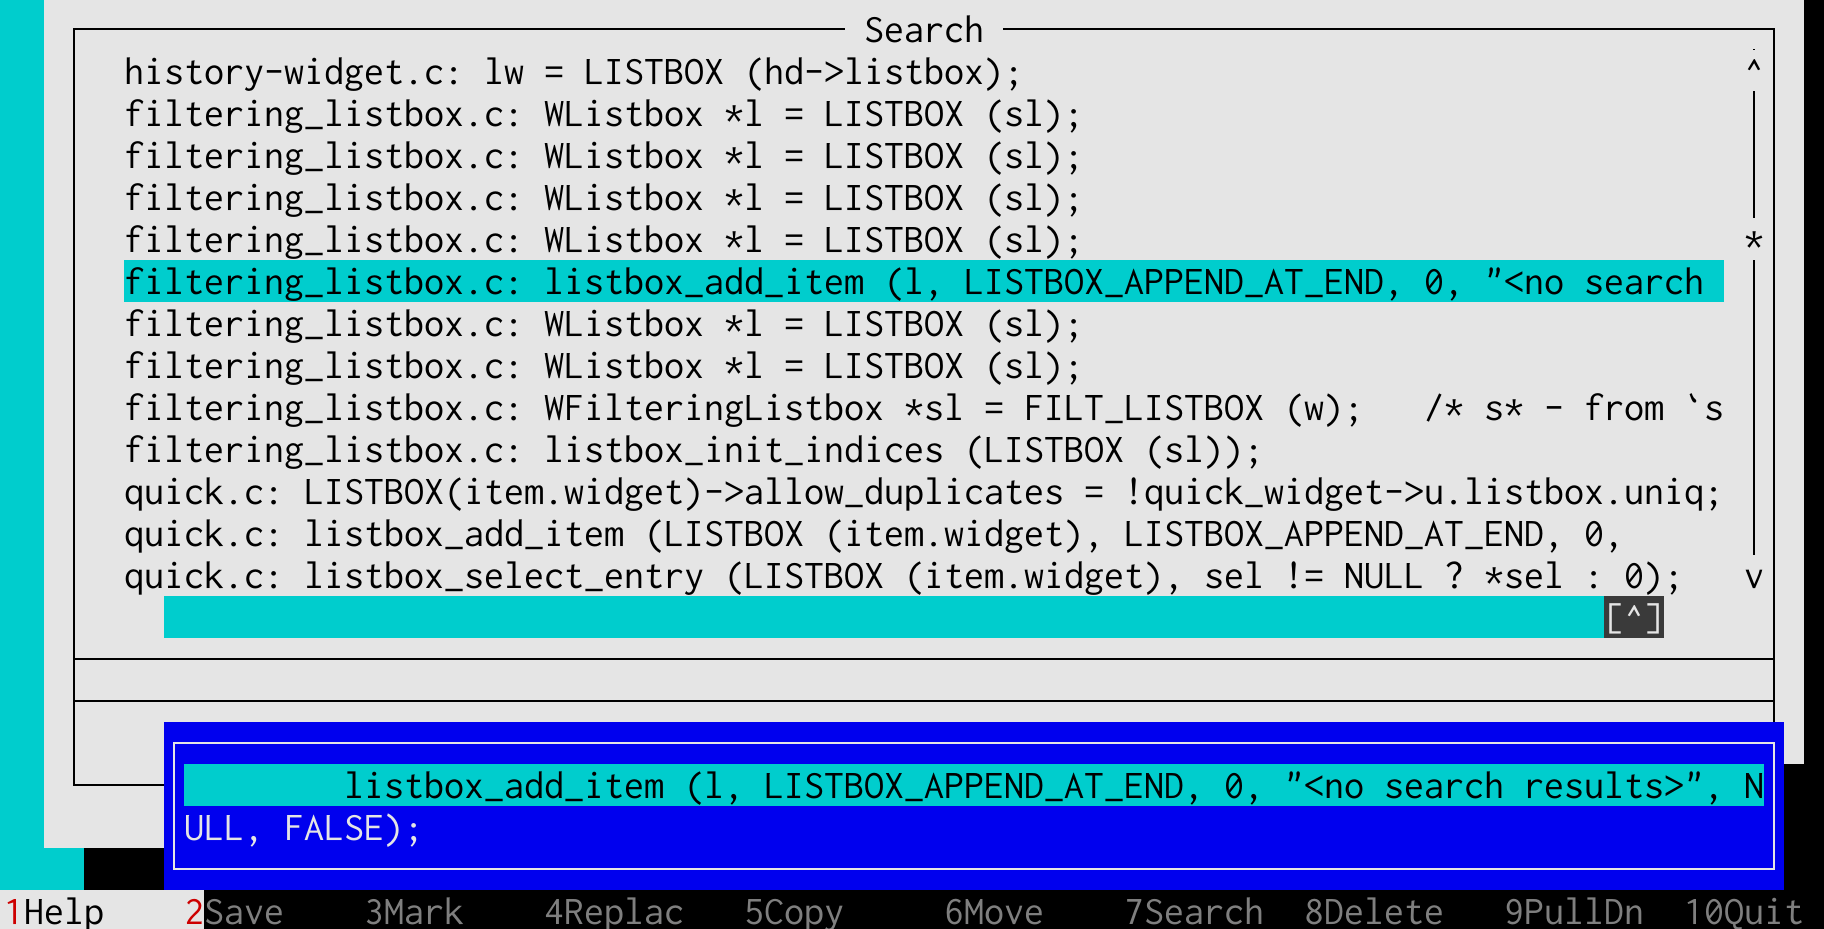 Search
history-widget.c: lw = LISTBOX (hd->listbox);
filtering_listbox.c: WListbox *l = LISTBOX (sl);
filtering_listbox.c: WListbox *l = LISTBOX (sl);
filtering_listbox.c: WListbox *l = LISTBOX (sl);
filtering_listbox.c: WListbox *l = LISTBOX (sl);
filtering_listbox.c: listbox_add_item (l, LISTBOX_APPEND_AT_END, 0, "<no search
filtering_listbox.c: WListbox *l = LISTBOX (sl);
filtering_listbox.c: WListbox *l = LISTBOX (sl);
filtering_listbox.c: WFilteringListbox *sl = FILT_LISTBOX (w);   /* s* - from `s
filtering_listbox.c: listbox_init_indices (LISTBOX (sl));
quick.c: LISTBOX(item.widget)->allow_duplicates = !quick_widget->u.listbox.uniq;
quick.c: listbox_add_item (LISTBOX (item.widget), LISTBOX_APPEND_AT_END, 0,
quick.c: listbox_select_entry (LISTBOX (item.widget), sel != NULL ? *sel : 0);
[^]
listbox_add_item (l, LISTBOX_APPEND_AT_END, 0, "<no search results>", N
ULL, FALSE);
1Help 2Save 3Mark 4Replac 5Copy 6Move 7Search 8Delete 9PullDn 10Quit